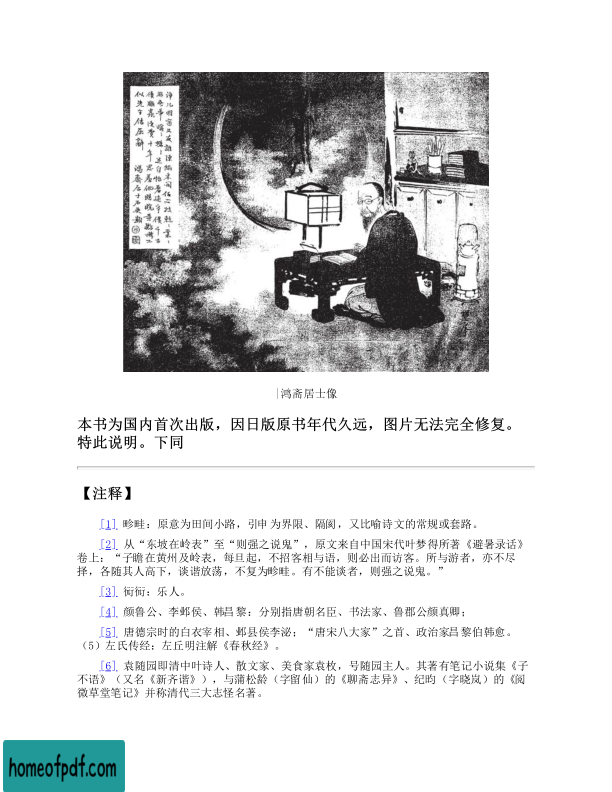 |鸿斋居士像
本书为国内首次出版，因日版原书年代久远，图片无法完全修复。
特此说明。下同
【注释】
[1] 畛畦：原意为田间小路，引申为界限、隔阂，又比喻诗文的常规或套路。
[2] 从“东坡在岭表”至“则强之说鬼”，原文来自中国宋代叶梦得所著《避暑录话》
卷上：“子瞻在黄州及岭表，每旦起，不招客相与语，则必出而访客。所与游者，亦不尽
择，各随其人高下，谈谐放荡，不复为畛畦。有不能谈者，则强之说鬼。”
[3] 衒衒：乐人。
[4] 颜鲁公、李邺侯、韩昌黎：分别指唐朝名臣、书法家、鲁郡公颜真卿；
[5] 唐德宗时的白衣宰相、邺县侯李泌；“唐宋八大家”之首、政治家昌黎伯韩愈。
（5）左氏传经：左丘明注解《春秋经》。
[6] 袁随园即清中叶诗人、散文家、美食家袁枚，号随园主人。其著有笔记小说集《子
不语》（又名《新齐谐》），与蒲松龄（字留仙）的《聊斋志异》、纪昀（字晓岚）的《阅
微草堂笔记》并称清代三大志怪名著。
homeofpdf.com